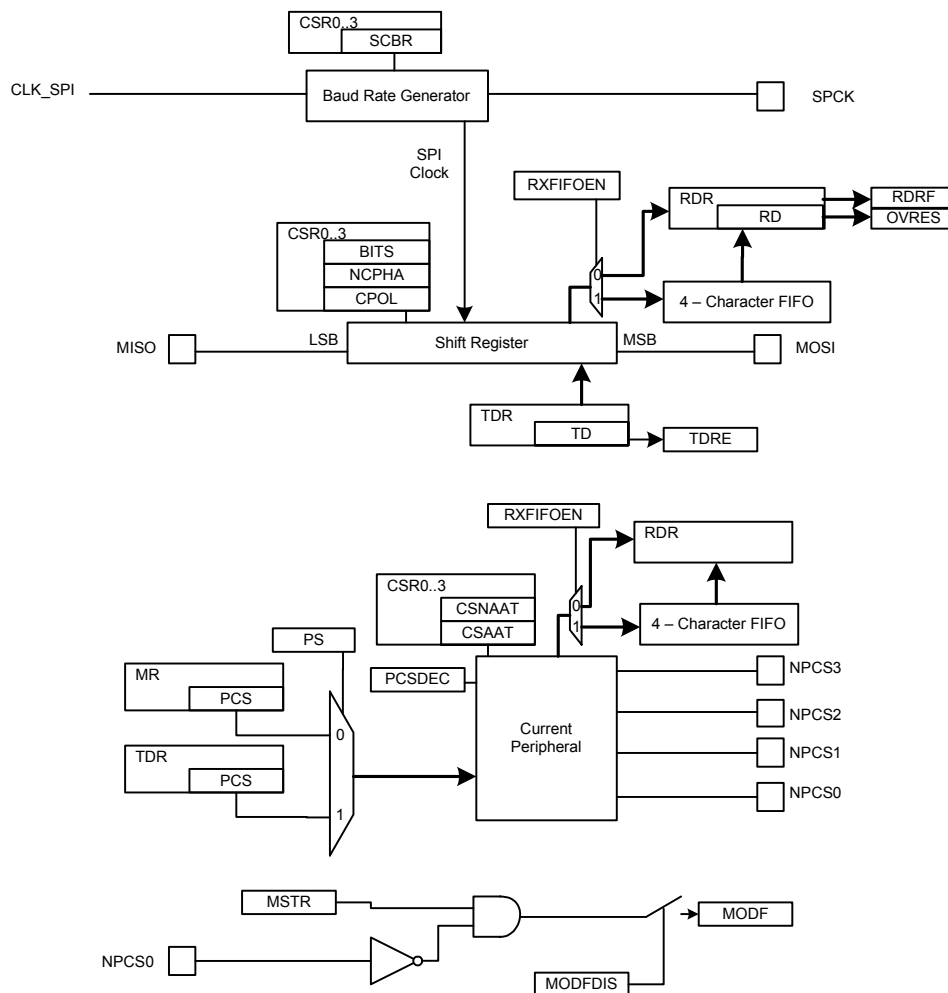 CSR0..3
SCBR
CLK_SPI
Baud Rate Generator
SPCK
SPI
Clock
RXFIFOEN
RDR
RD
RDRF
OVRES
CSR0..3
BITS
NCPHA
CPOL
0
1
4 – Character FIFO
MISO
LSB
Shift Register
MSB
MOSI
TDR
TD
TDRE
RXFIFOEN
RDR
CSR0..3
CSNAAT
CSAAT
0
1
4 – Character FIFO
PS
MR
PCS
PCSDEC
NPCS3
0
Current
Peripheral
NPCS2
TDR
PCS
NPCS1
1
NPCS0
MSTR
MODF
NPCS0
MODFDIS